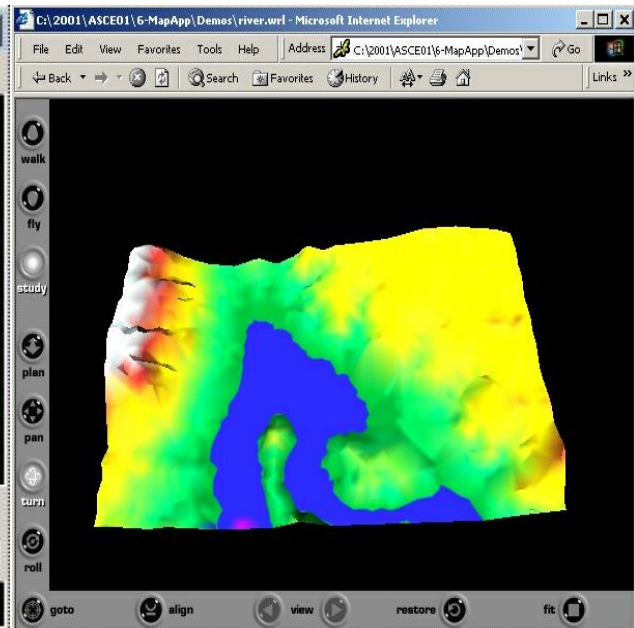 C:\2001\ASCE01\6-MapApp\Demos\river.wrl - Microsoft Internet Explorer
File Edit View Favorites Tools Help Address C:\2001\ASCE01\6-MapApp\Demos\ Go
Back Search Favorites History Links »
walk
fly
study
plan
pan
turn
roll
goto align view restore fit